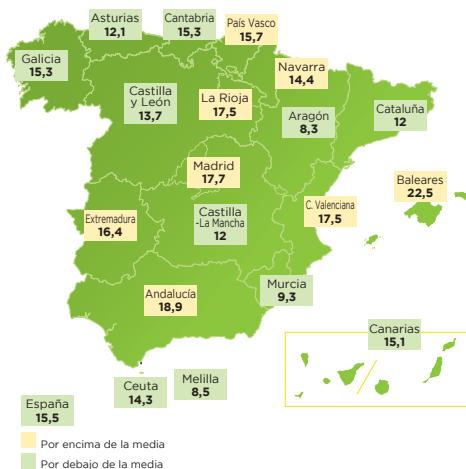 Asturias
12,1
Cantabria
15,3
País Vasco
15,7
Galicia
15,3
Navarra
14,4
Castilla
y León
13,7
La Rioja
17,5
Aragón
8,3
Cataluña
12
Madrid
17,7
Baleares
22,5
Extremadura
16,4
Castilla
-La Mancha
12
C. Valenciana
17,5
Murcia
9,3
Andalucía
18,9
Canarias
15,1
Ceuta
14,3
Melilla
8,5
España
15,5
Por encima de la media
Por debajo de la media